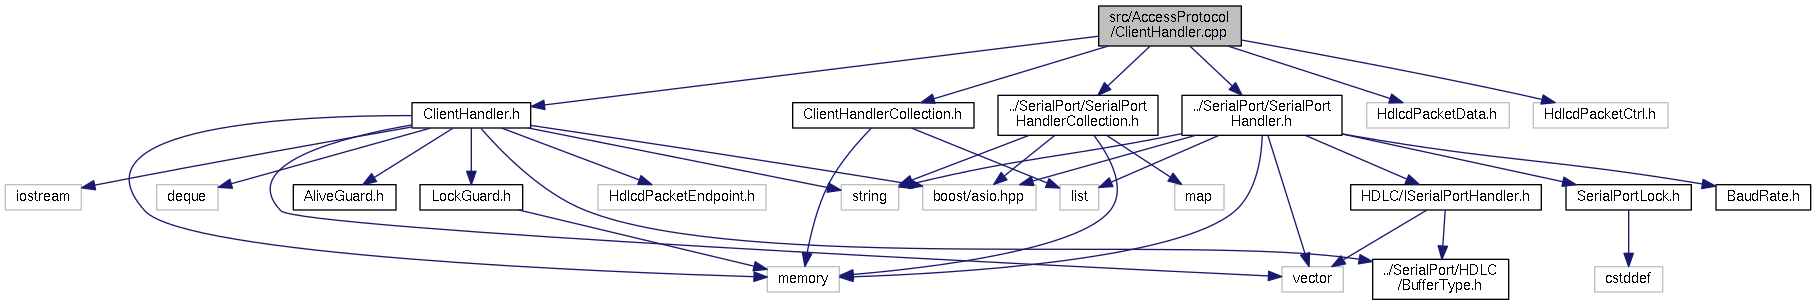 src/AccessProtocol
/ClientHandler.cpp
ClientHandler.h
ClientHandlerCollection.h
../SerialPort/SerialPort
HandlerCollection.h
../SerialPort/SerialPort
Handler.h
HdlcdPacketData.h
HdlcdPacketCtrl.h
iostream
deque
AliveGuard.h
LockGuard.h
HdlcdPacketEndpoint.h
string
boost/asio.hpp
list
map
HDLC/ISerialPortHandler.h
SerialPortLock.h
BaudRate.h
memory
vector
../SerialPort/HDLC
/BufferType.h
cstddef